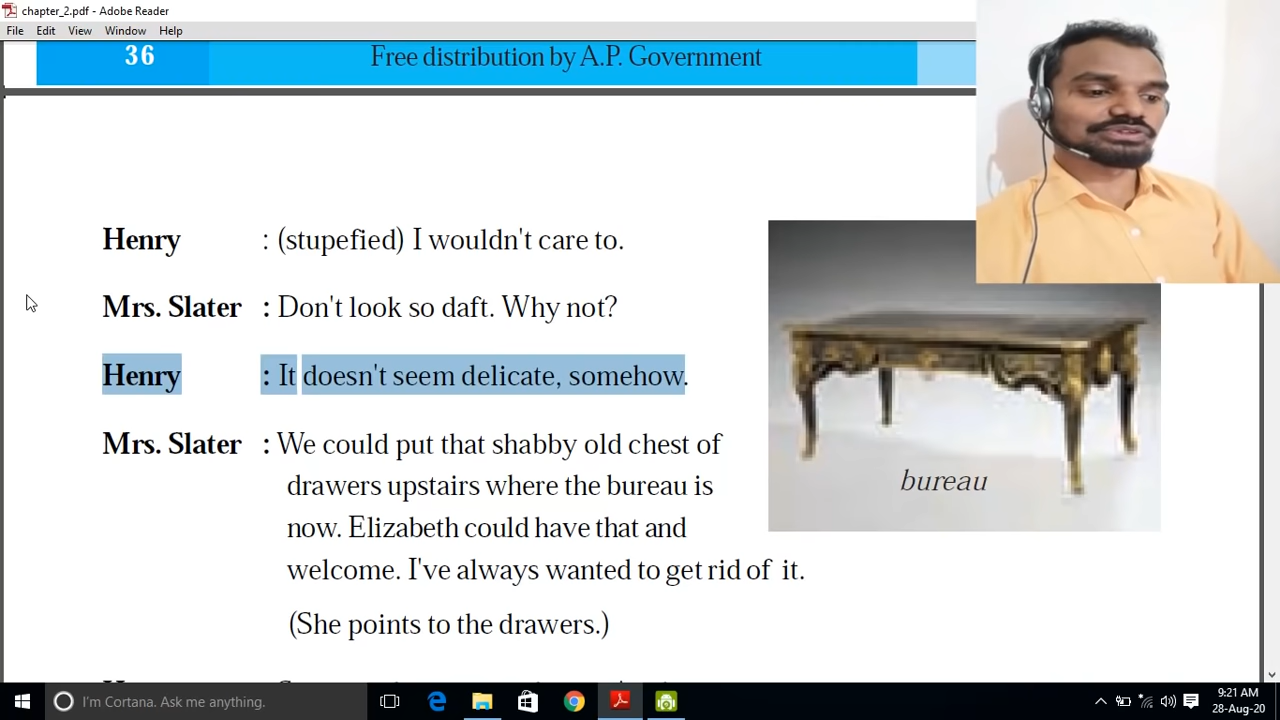 chapter_2.pdf - Adobe Reader
File Edit View Window Help
36 Free distribution by A.P. Government
Henry : (stupefied) I wouldn't care to.
Mrs. Slater : Don't look so daft. Why not?
Henry : It doesn't seem delicate, somehow.
Mrs. Slater : We could put that shabby old chest of
drawers upstairs where the bureau is
now. Elizabeth could have that and
welcome. I've always wanted to get rid of it.
(She points to the drawers.)
bureau
I'm Cortana. Ask me anything.
9:21 AM
28-Aug-20